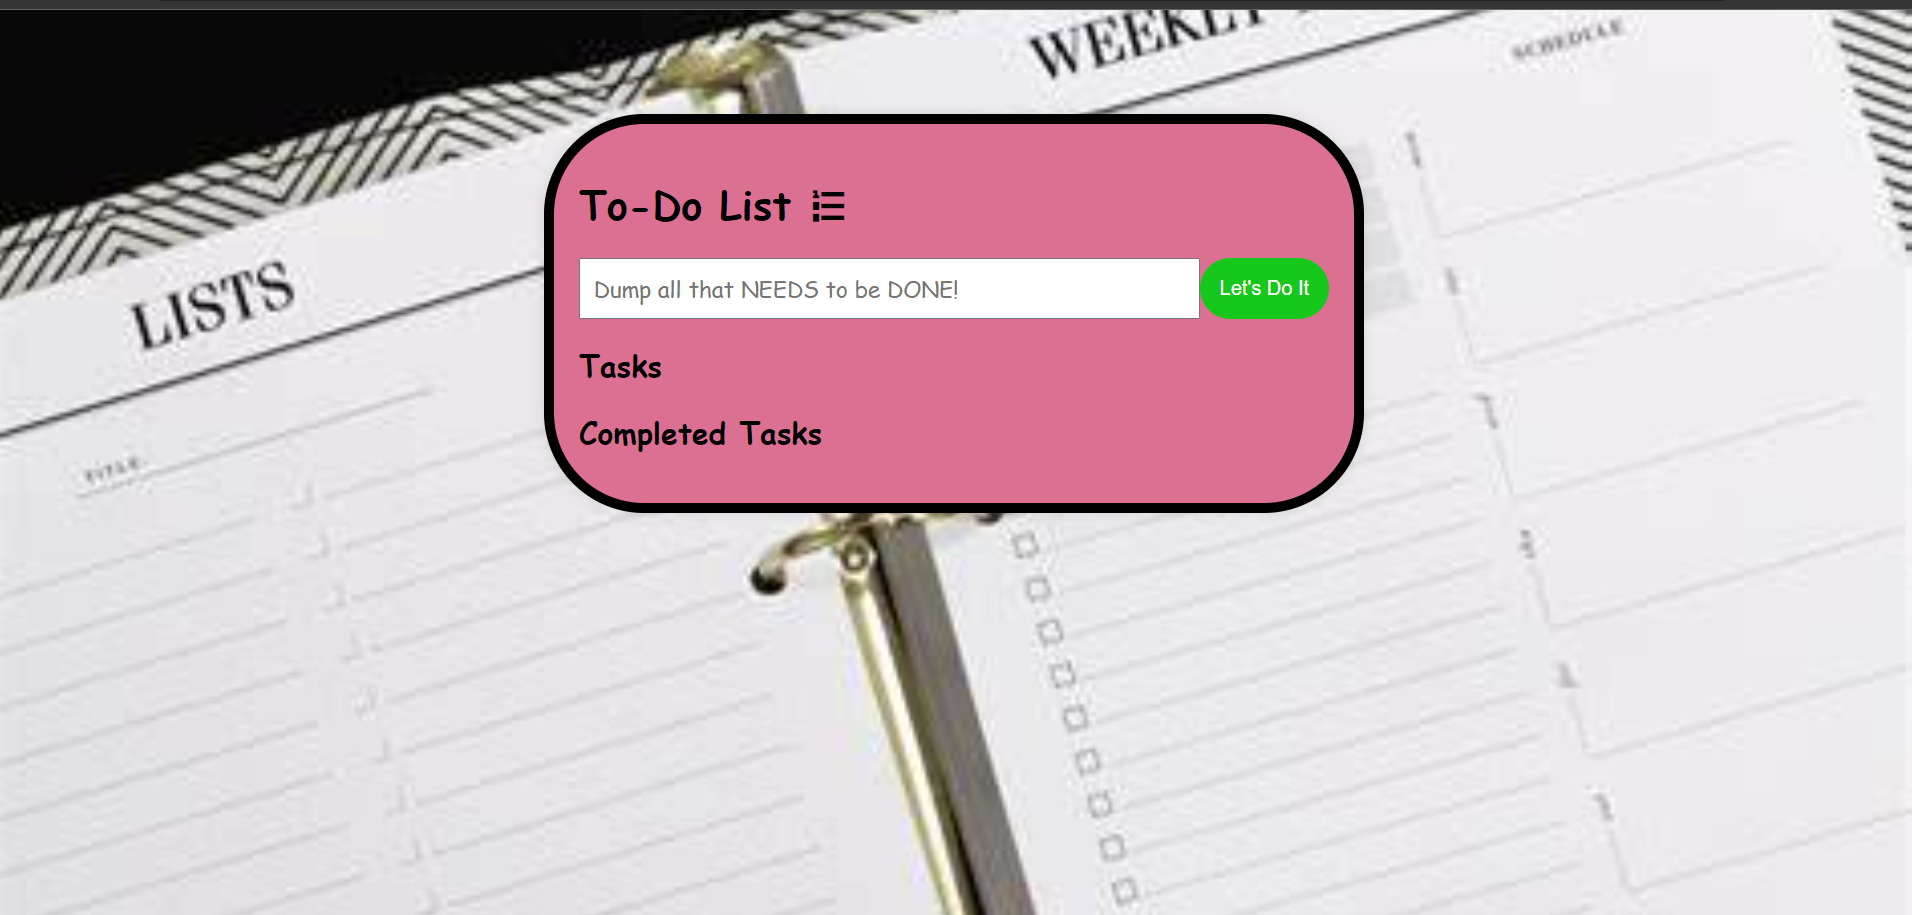 WEEKLY
SCHEDULE
LISTS
TITLE:
To-Do List
Dump all that NEEDS to be DONE!
Let's Do It
Tasks
Completed Tasks